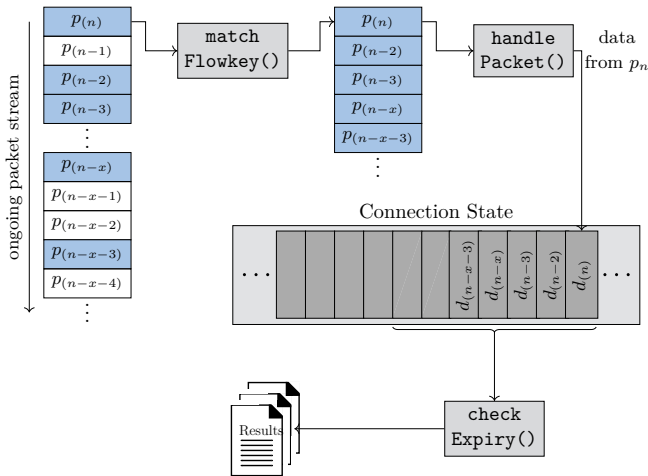 ongoing packet stream
p(n)
p(n-1)
p(n-2)
p(n-3)
⋮
p(n-x)
p(n-x-1)
p(n-x-2)
p(n-x-3)
p(n-x-4)
⋮
match
Flowkey()
p(n)
p(n-2)
p(n-3)
p(n-x)
p(n-x-3)
⋮
handle
Packet()
data
from pn
Connection State
...
d(n-x-3)
d(n-x)
d(n-3)
d(n-2)
d(n)
...
check
Expiry()
Results